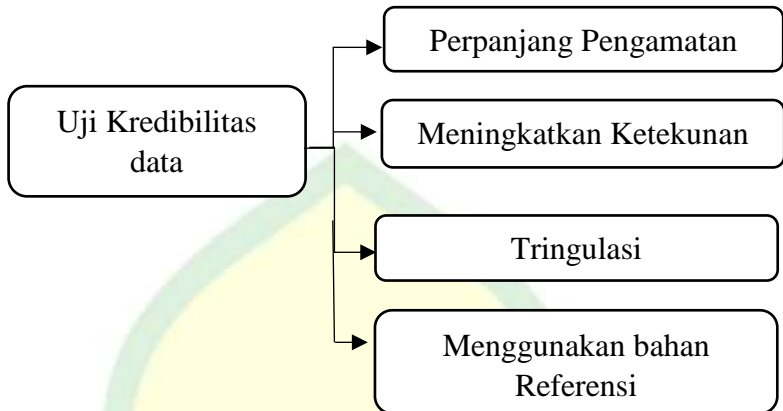 Perpanjang Pengamatan
Uji Kredibilitas
data
Meningkatkan Ketekunan
Tringulasi
Menggunakan bahan
Referensi